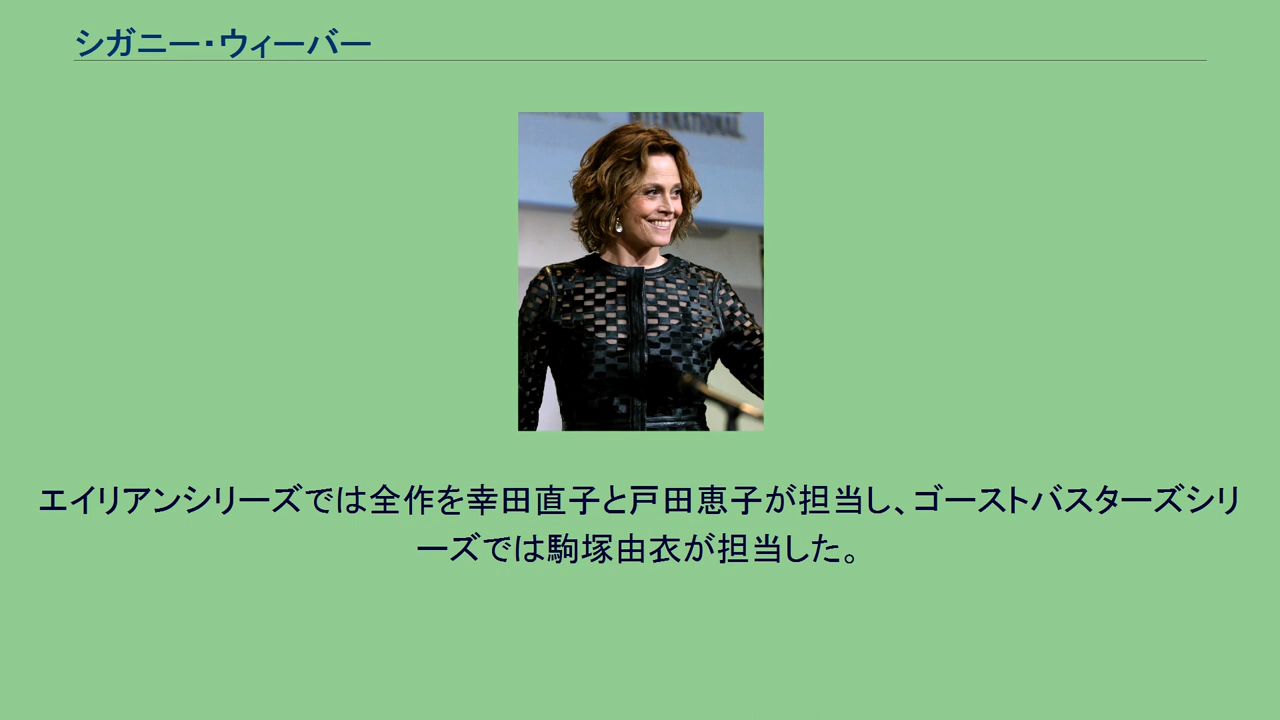 シガニー・ウィーバー
INTERNATIONAL
エイリアンシリーズでは全作を幸田直子と戸田恵子が担当し、ゴーストバスターズシリ
ーズでは駒塚由衣が担当した。